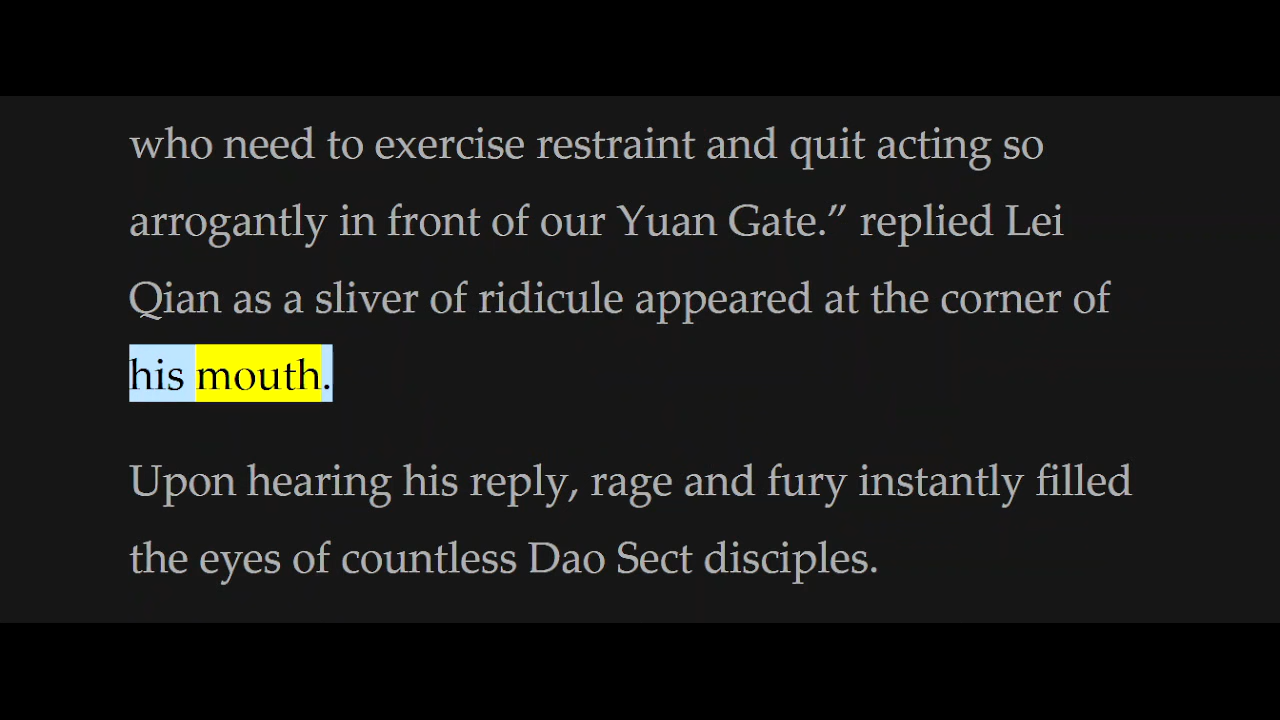 who need to exercise restraint and quit acting so
arrogantly in front of our Yuan Gate.” replied Lei
Qian as a sliver of ridicule appeared at the corner of
his mouth.
Upon hearing his reply, rage and fury instantly filled
the eyes of countless Dao Sect disciples.